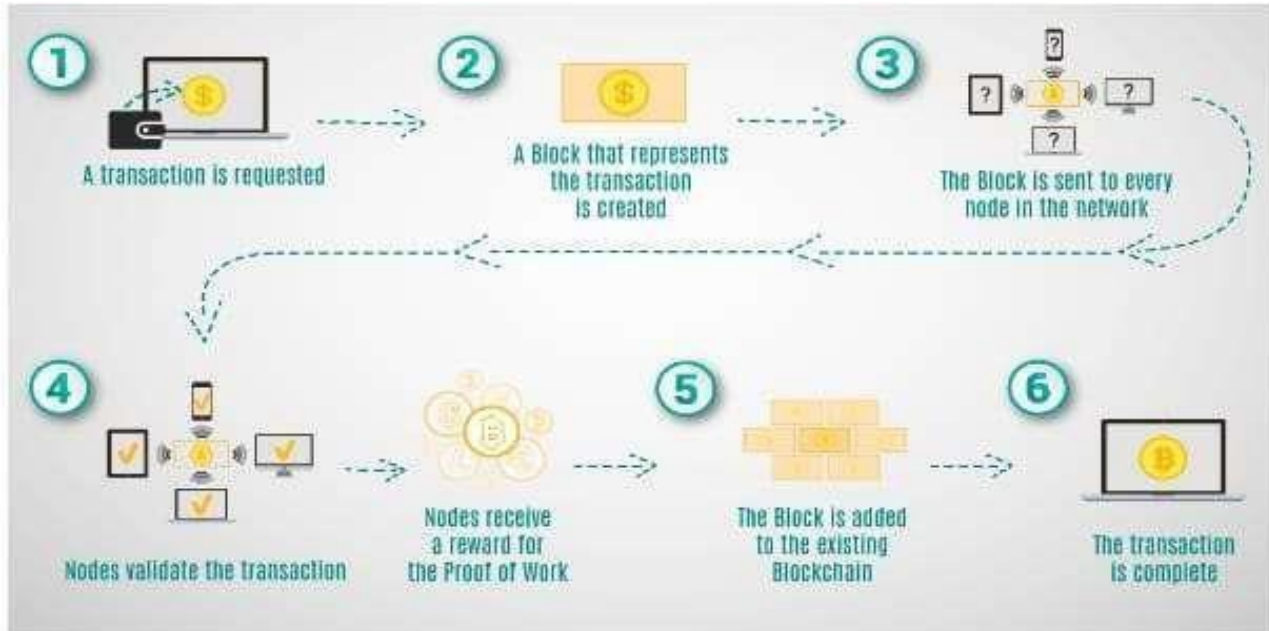 1
A transaction is requested
2
A Block that represents
the transaction
is created
3
The Block is sent to every
node in the network
4
Nodes validate the transaction
Nodes receive
a reward for
the Proof of Work
5
The Block is added
to the existing
Blockchain
6
The transaction
is complete